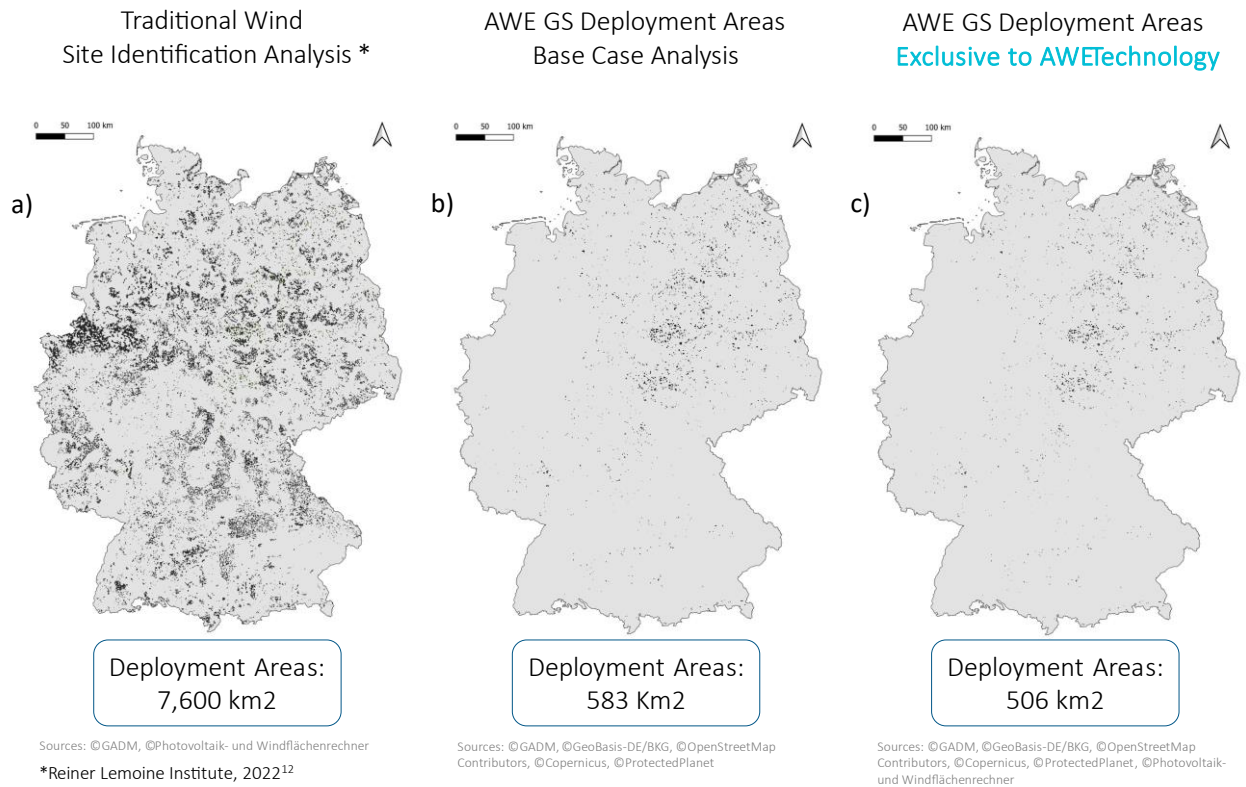 Traditional Wind
Site Identification Analysis *
AWE GS Deployment Areas
Base Case Analysis
AWE GS Deployment Areas
Exclusive to AWETechnology
0 50 100 km
0 50 100 km
0 50 100 km
a)
b)
c)
Deployment Areas:
7,600 km2
Deployment Areas:
583 Km2
Deployment Areas:
506 km2
Sources: ©GADM, ©Photovoltaik- und Windflächenrechner
*Reiner Lemoine Institute, 2022¹²
Sources: ©GADM, ©GeoBasis-DE/BKG, ©OpenStreetMap
Contributors, ©Copernicus, ©ProtectedPlanet
Sources: ©GADM, ©GeoBasis-DE/BKG, ©OpenStreetMap
Contributors, ©Copernicus, ©ProtectedPlanet, ©Photovoltaik-
und Windflächenrechner